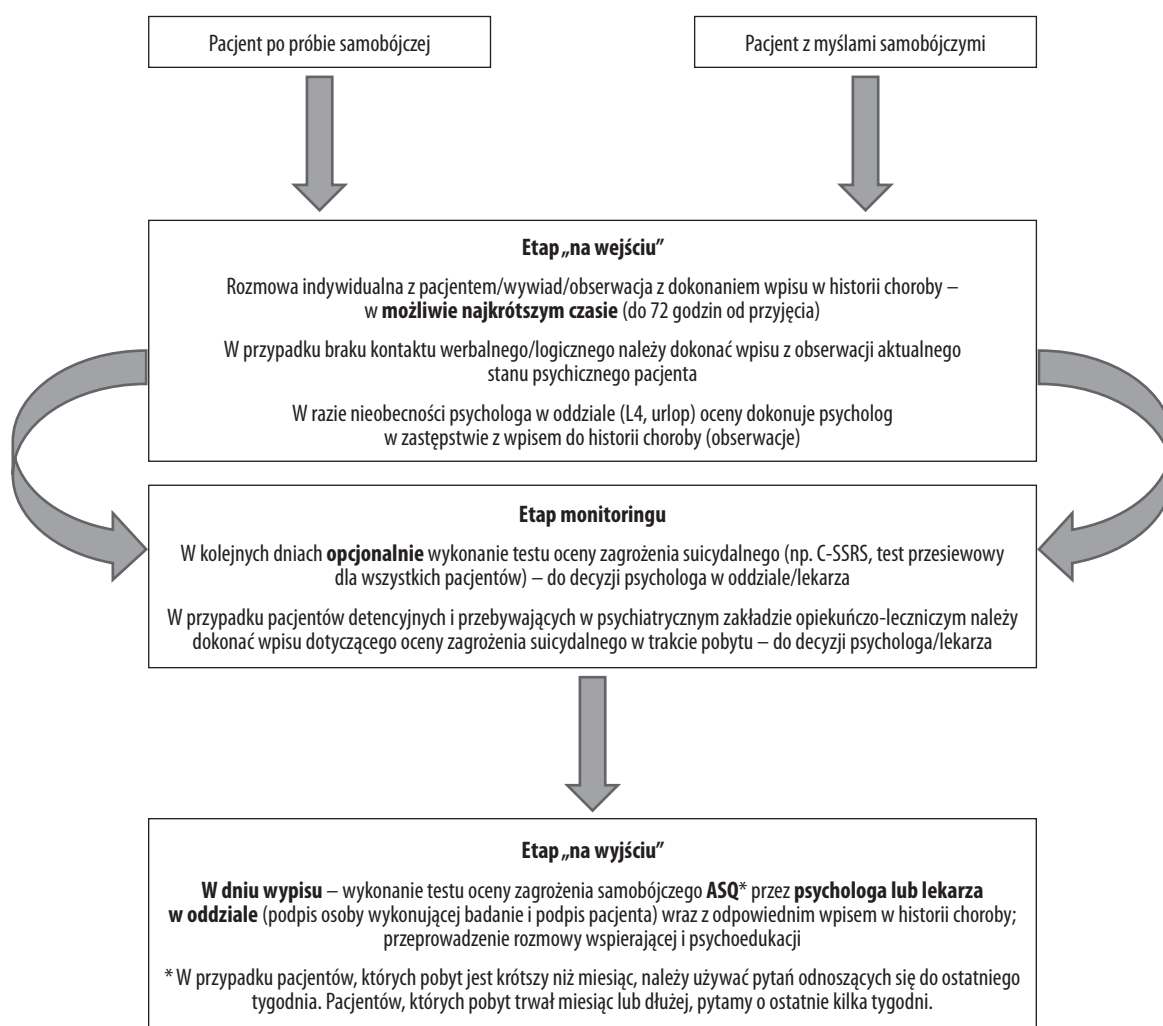 Pacjent po próbie samobójczej
Pacjent z myślami samobójczymi
Etap „na wejściu”
Rozmowa indywidualna z pacjentem/wywiad/obserwacja z dokonaniem wpisu w historii choroby –
w możliwie najkrótszym czasie (do 72 godzin od przyjęcia)
W przypadku braku kontaktu werbalnego/logicznego należy dokonać wpisu z obserwacji aktualnego
stanu psychicznego pacjenta
W razie nieobecności psychologa w oddziale (L4, urlop) oceny dokonuje psycholog
w zastępstwie z wpisem do historii choroby (obserwacje)
Etap monitoringu
W kolejnych dniach opcjonalnie wykonanie testu oceny zagrożenia suicydalnego (np. C-SSRS, test przesiewowy
dla wszystkich pacjentów) – do decyzji psychologa w oddziale/lekarza
W przypadku pacjentów detencyjnych i przebywających w psychiatrycznym zakładzie opiekuńczo-leczniczym należy
dokonać wpisu dotyczącego oceny zagrożenia suicydalnego w trakcie pobytu – do decyzji psychologa/lekarza
Etap „na wyjściu”
W dniu wypisu – wykonanie testu oceny zagrożenia samobójczego ASQ* przez psychologa lub lekarza
w oddziale (podpis osoby wykonującej badanie i podpis pacjenta) wraz z odpowiednim wpisem w historii choroby;
przeprowadzenie rozmowy wspierającej i psychoedukacji
* W przypadku pacjentów, których pobyt jest krótszy niż miesiąc, należy używać pytań odnoszących się do ostatniego
tygodnia. Pacjentów, których pobyt trwał miesiąc lub dłużej, pytamy o ostatnie kilka tygodni.